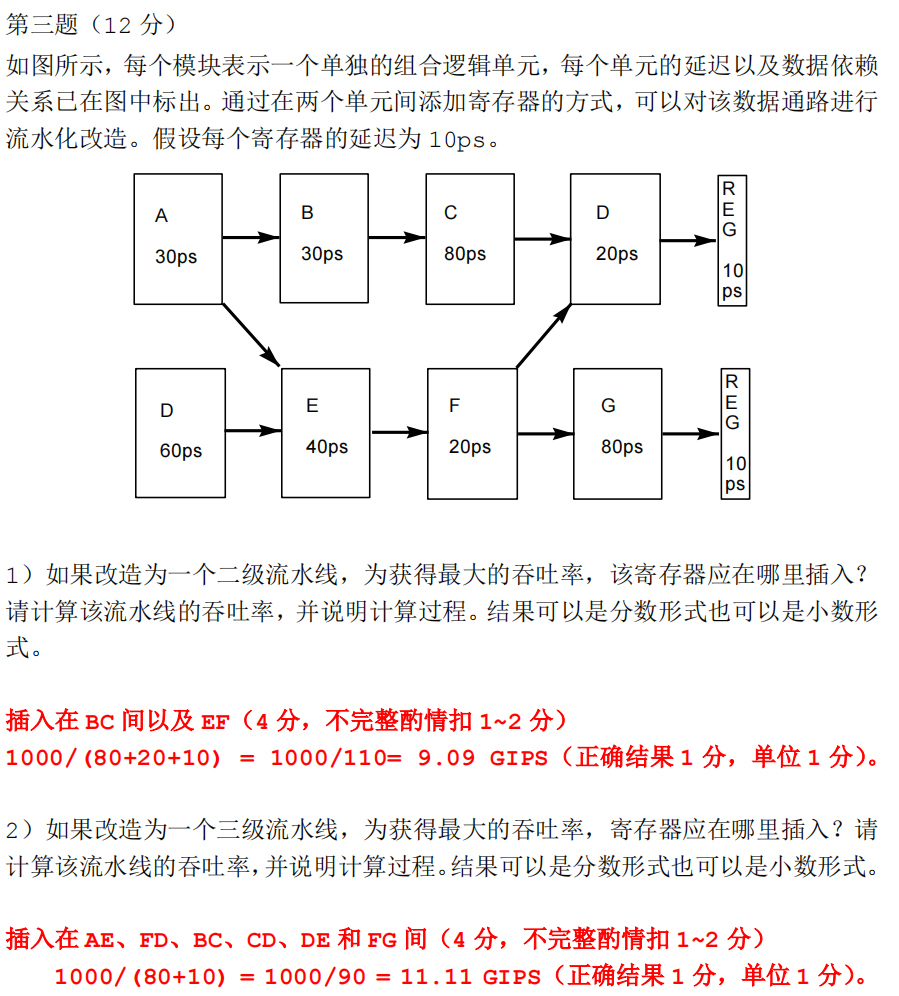 第三题（12 分）
如图所示，每个模块表示一个单独的组合逻辑单元，每个单元的延迟以及数据依赖
关系已在图中标出。通过在两个单元间添加寄存器的方式，可以对该数据通路进行
流水化改造。假设每个寄存器的延迟为 10ps。
A
30ps
B
30ps
C
80ps
D
20ps
R
E
G
10
ps
D
60ps
E
40ps
F
20ps
G
80ps
R
E
G
10
ps
1）如果改造为一个二级流水线，为获得最大的吞吐率，该寄存器应在哪里插入？
请计算该流水线的吞吐率，并说明计算过程。结果可以是分数形式也可以是小数形
式。
插入在 BC 间以及 EF（4 分，不完整酌情扣 1~2 分）
1000/(80+20+10) = 1000/110= 9.09 GIPS（正确结果 1 分，单位 1 分）。
2）如果改造为一个三级流水线，为获得最大的吞吐率，寄存器应在哪里插入？请
计算该流水线的吞吐率，并说明计算过程。结果可以是分数形式也可以是小数形式。
插入在 AE、FD、BC、CD、DE 和 FG 间（4 分，不完整酌情扣 1~2 分）
1000/(80+10) = 1000/90 = 11.11 GIPS（正确结果 1 分，单位 1 分）。